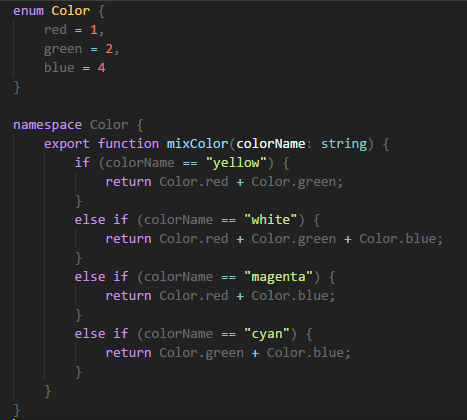 enum Color {
    red = 1,
    green = 2,
    blue = 4
}

namespace Color {
    export function mixColor(colorName: string) {
        if (colorName == "yellow") {
            return Color.red + Color.green;
        }
        else if (colorName == "white") {
            return Color.red + Color.green + Color.blue;
        }
        else if (colorName == "magenta") {
            return Color.red + Color.blue;
        }
        else if (colorName == "cyan") {
            return Color.green + Color.blue;
        }
    }
}